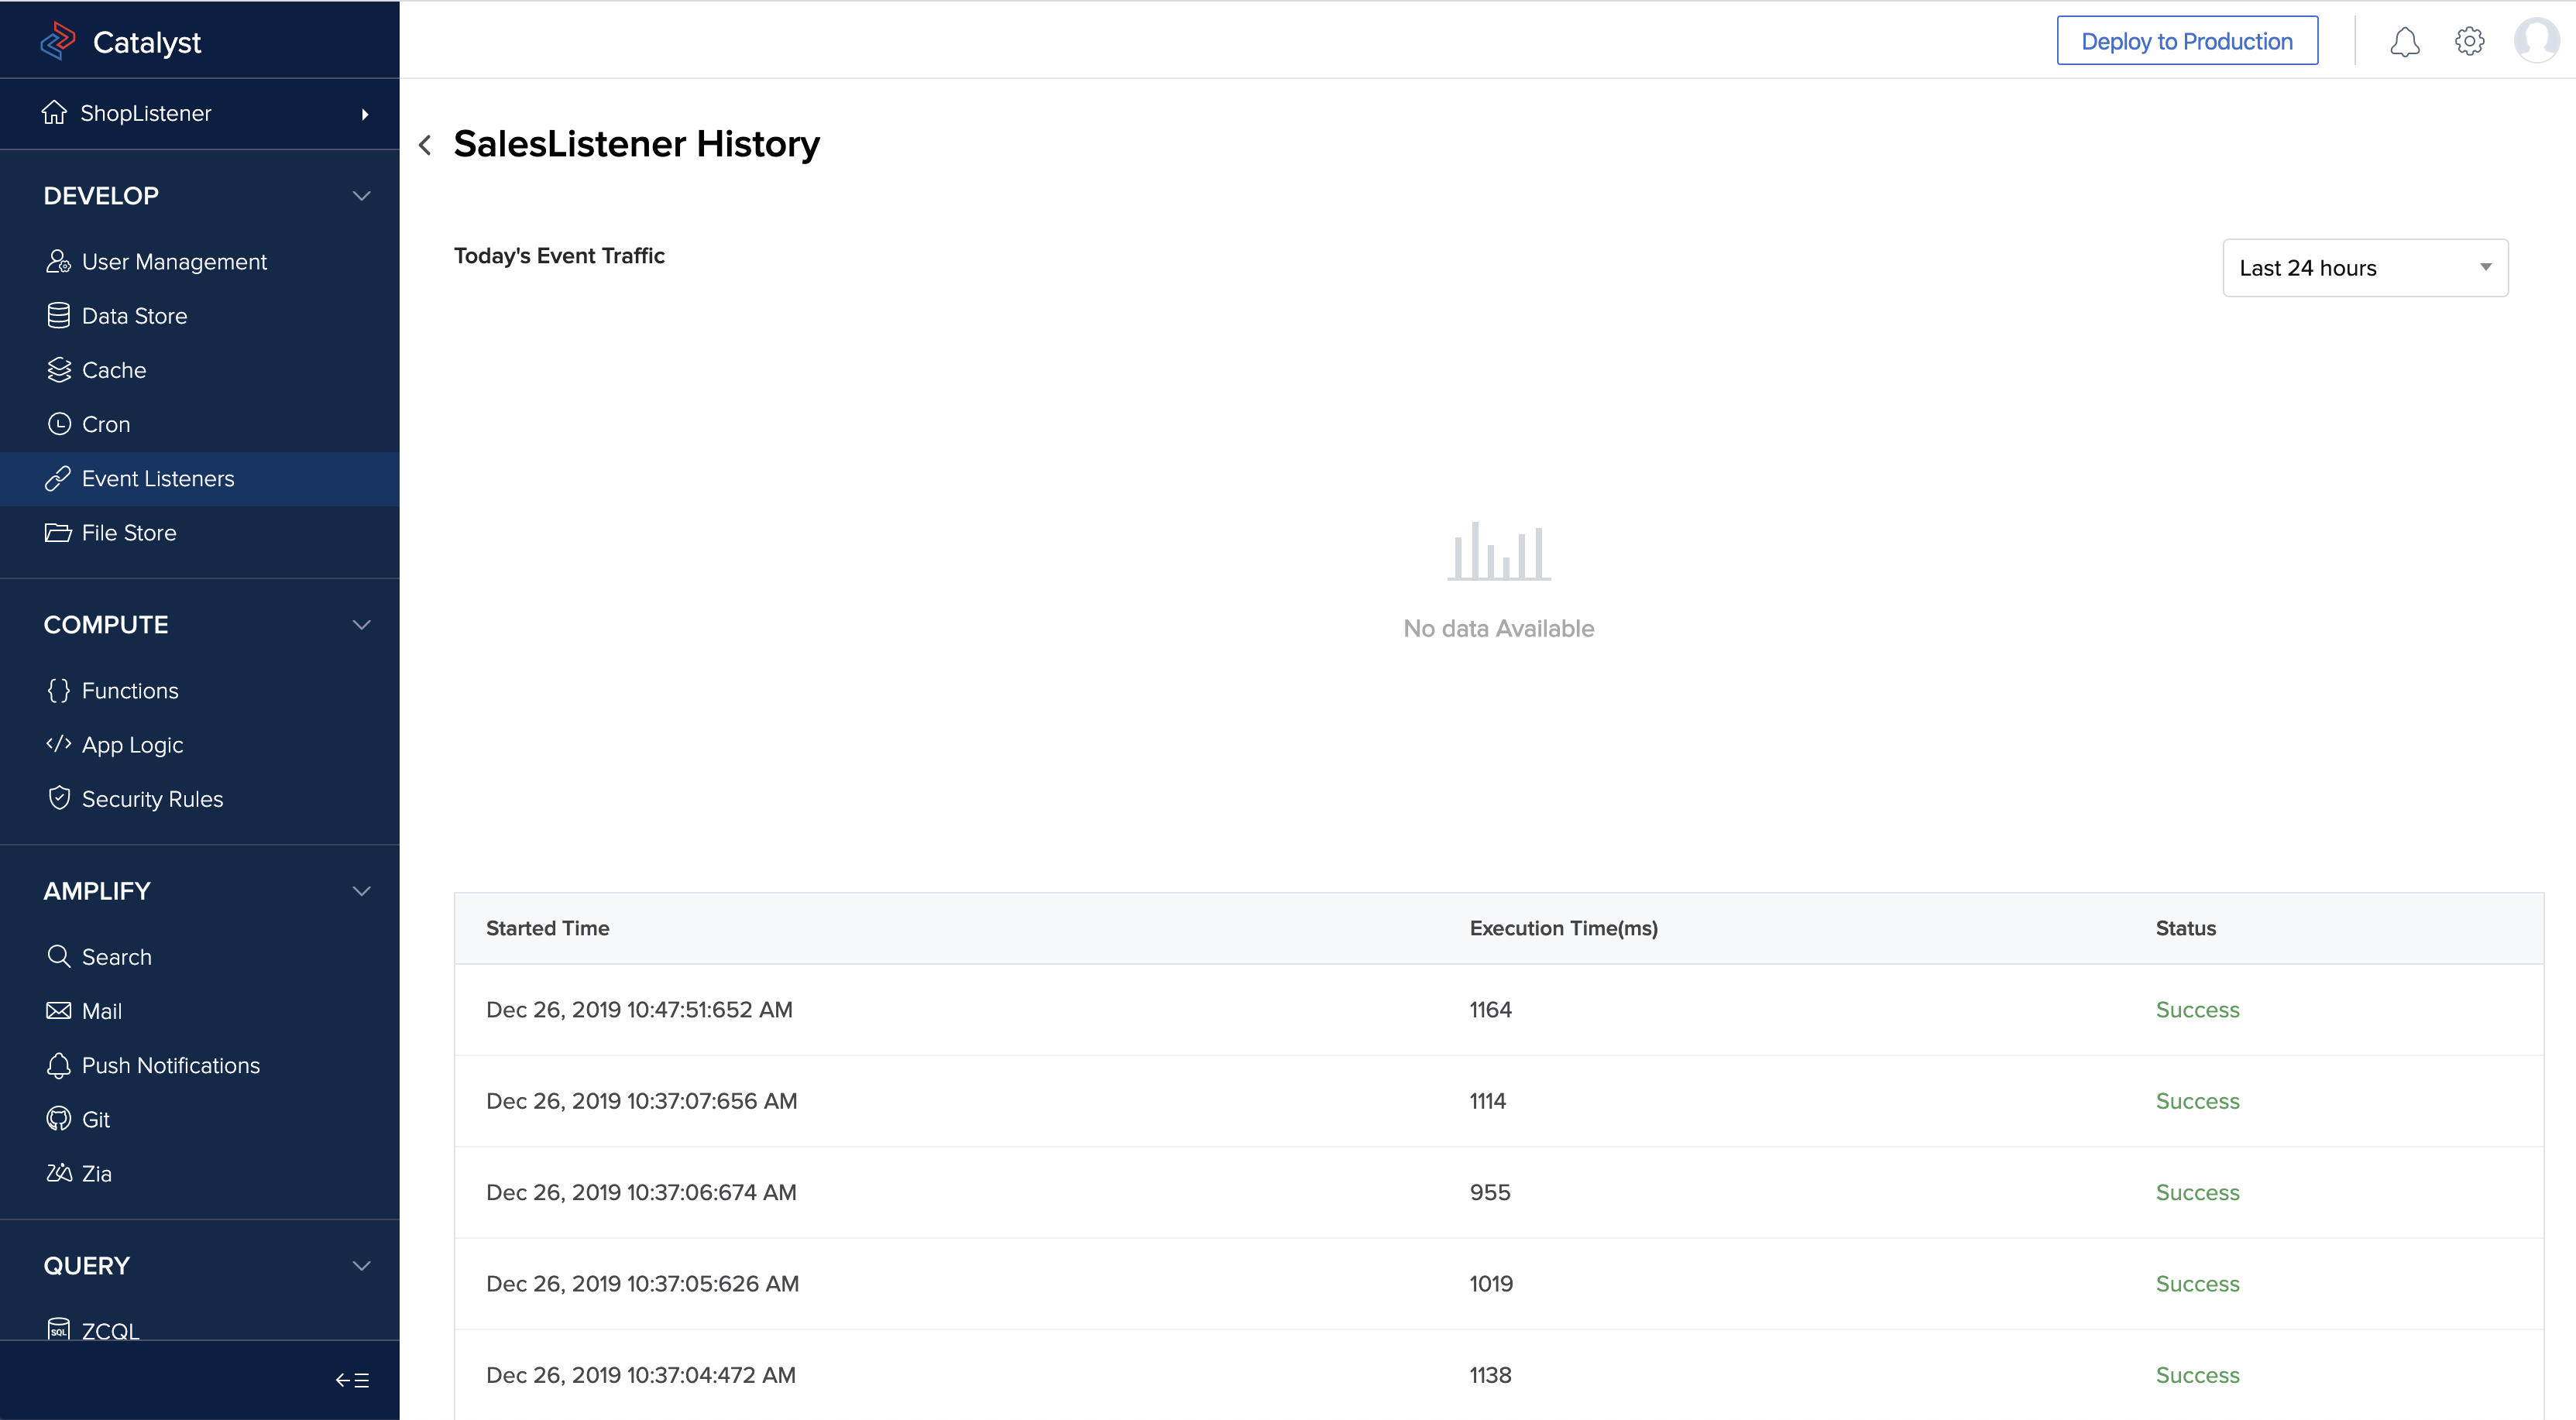 Catalyst
Deploy to Production
ShopListener
SalesListener History
DEVELOP
User Management
Data Store
Cache
Cron
Event Listeners
File Store
COMPUTE
Functions
App Logic
Security Rules
AMPLIFY
Search
Mail
Push Notifications
Git
Zia
QUERY
SQL ZCQL
Today's Event Traffic
Last 24 hours
No data Available
Started Time Execution Time(ms) Status
Dec 26, 2019 10:47:51:652 AM 1164 Success
Dec 26, 2019 10:37:07:656 AM 1114 Success
Dec 26, 2019 10:37:06:674 AM 955 Success
Dec 26, 2019 10:37:05:626 AM 1019 Success
Dec 26, 2019 10:37:04:472 AM 1138 Success